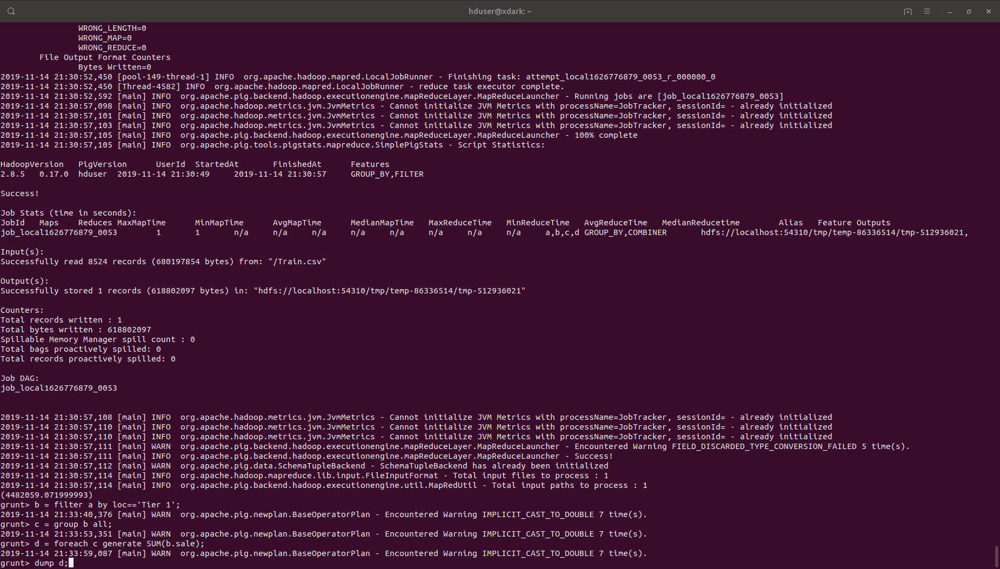 hduser@xdark: ~
WRONG_LENGTH=0
WRONG_MAP=0
WRONG_REDUCE=0
File Output Format Counters
Bytes Written=0
2019-11-14 21:30:52,450 [pool-149-thread-1] INFO  org.apache.hadoop.mapred.LocalJobRunner - Finishing task: attempt_local1626776879_0053_r_000000_0
2019-11-14 21:30:52,450 [Thread-4582] INFO  org.apache.hadoop.mapred.LocalJobRunner - reduce task executor complete.
2019-11-14 21:30:52,592 [main] INFO  org.apache.pig.backend.hadoop.executionengine.mapReduceLayer.MapReduceLauncher - Running jobs are [job_local1626776879_0053]
2019-11-14 21:30:57,098 [main] INFO  org.apache.hadoop.metrics.jvm.JvmMetrics - Cannot initialize JVM Metrics with processName=JobTracker, sessionId= - already initialized
2019-11-14 21:30:57,101 [main] INFO  org.apache.hadoop.metrics.jvm.JvmMetrics - Cannot initialize JVM Metrics with processName=JobTracker, sessionId= - already initialized
2019-11-14 21:30:57,103 [main] INFO  org.apache.hadoop.metrics.jvm.JvmMetrics - Cannot initialize JVM Metrics with processName=JobTracker, sessionId= - already initialized
2019-11-14 21:30:57,105 [main] INFO  org.apache.pig.backend.hadoop.executionengine.mapReduceLayer.MapReduceLauncher - 100% complete
2019-11-14 21:30:57,105 [main] INFO  org.apache.pig.tools.pigstats.mapreduce.SimplePigStats - Script Statistics:
HadoopVersion   PigVersion      UserId  StartedAt       FinishedAt      Features
2.8.5   0.17.0  hduser  2019-11-14 21:30:49     2019-11-14 21:30:57     GROUP_BY,FILTER
Success!
Job Stats (time in seconds):
JobId   Maps    Reduces MaxMapTime      MinMapTime      AvgMapTime      MedianMapTime   MaxReduceTime   MinReduceTime   AvgReduceTime   MedianReducetime        Alias   Feature Outputs
job_local1626776879_0053        1       1       n/a     n/a     n/a     n/a     n/a     n/a     n/a     n/a     a,b,c,d GROUP_BY,COMBINER       hdfs://localhost:54310/tmp/temp-86336514/tmp-512936021,
Input(s):
Successfully read 8524 records (680197854 bytes) from: "/Train.csv"
Output(s):
Successfully stored 1 records (618802097 bytes) in: "hdfs://localhost:54310/tmp/temp-86336514/tmp-512936021"
Counters:
Total records written : 1
Total bytes written : 618802097
Spillable Memory Manager spill count : 0
Total bags proactively spilled: 0
Total records proactively spilled: 0
Job DAG:
job_local1626776879_0053
2019-11-14 21:30:57,108 [main] INFO  org.apache.hadoop.metrics.jvm.JvmMetrics - Cannot initialize JVM Metrics with processName=JobTracker, sessionId= - already initialized
2019-11-14 21:30:57,110 [main] INFO  org.apache.hadoop.metrics.jvm.JvmMetrics - Cannot initialize JVM Metrics with processName=JobTracker, sessionId= - already initialized
2019-11-14 21:30:57,110 [main] INFO  org.apache.hadoop.metrics.jvm.JvmMetrics - Cannot initialize JVM Metrics with processName=JobTracker, sessionId= - already initialized
2019-11-14 21:30:57,111 [main] WARN  org.apache.pig.backend.hadoop.executionengine.mapReduceLayer.MapReduceLauncher - Encountered Warning FIELD_DISCARDED_TYPE_CONVERSION_FAILED 5 time(s).
2019-11-14 21:30:57,111 [main] INFO  org.apache.pig.backend.hadoop.executionengine.mapReduceLayer.MapReduceLauncher - Success!
2019-11-14 21:30:57,112 [main] WARN  org.apache.pig.data.SchemaTupleBackend - SchemaTupleBackend has already been initialized
2019-11-14 21:30:57,114 [main] INFO  org.apache.hadoop.mapreduce.lib.input.FileInputFormat - Total input files to process : 1
2019-11-14 21:30:57,114 [main] INFO  org.apache.pig.backend.hadoop.executionengine.util.MapRedUtil - Total input paths to process : 1
(4482059.071999993)
grunt> b = filter a by loc=='Tier 1';
2019-11-14 21:33:40,376 [main] WARN  org.apache.pig.newplan.BaseOperatorPlan - Encountered Warning IMPLICIT_CAST_TO_DOUBLE 7 time(s).
grunt> c = group b all;
2019-11-14 21:33:53,351 [main] WARN  org.apache.pig.newplan.BaseOperatorPlan - Encountered Warning IMPLICIT_CAST_TO_DOUBLE 7 time(s).
grunt> d = foreach c generate SUM(b.sale);
2019-11-14 21:33:59,087 [main] WARN  org.apache.pig.newplan.BaseOperatorPlan - Encountered Warning IMPLICIT_CAST_TO_DOUBLE 7 time(s).
grunt> dump d;